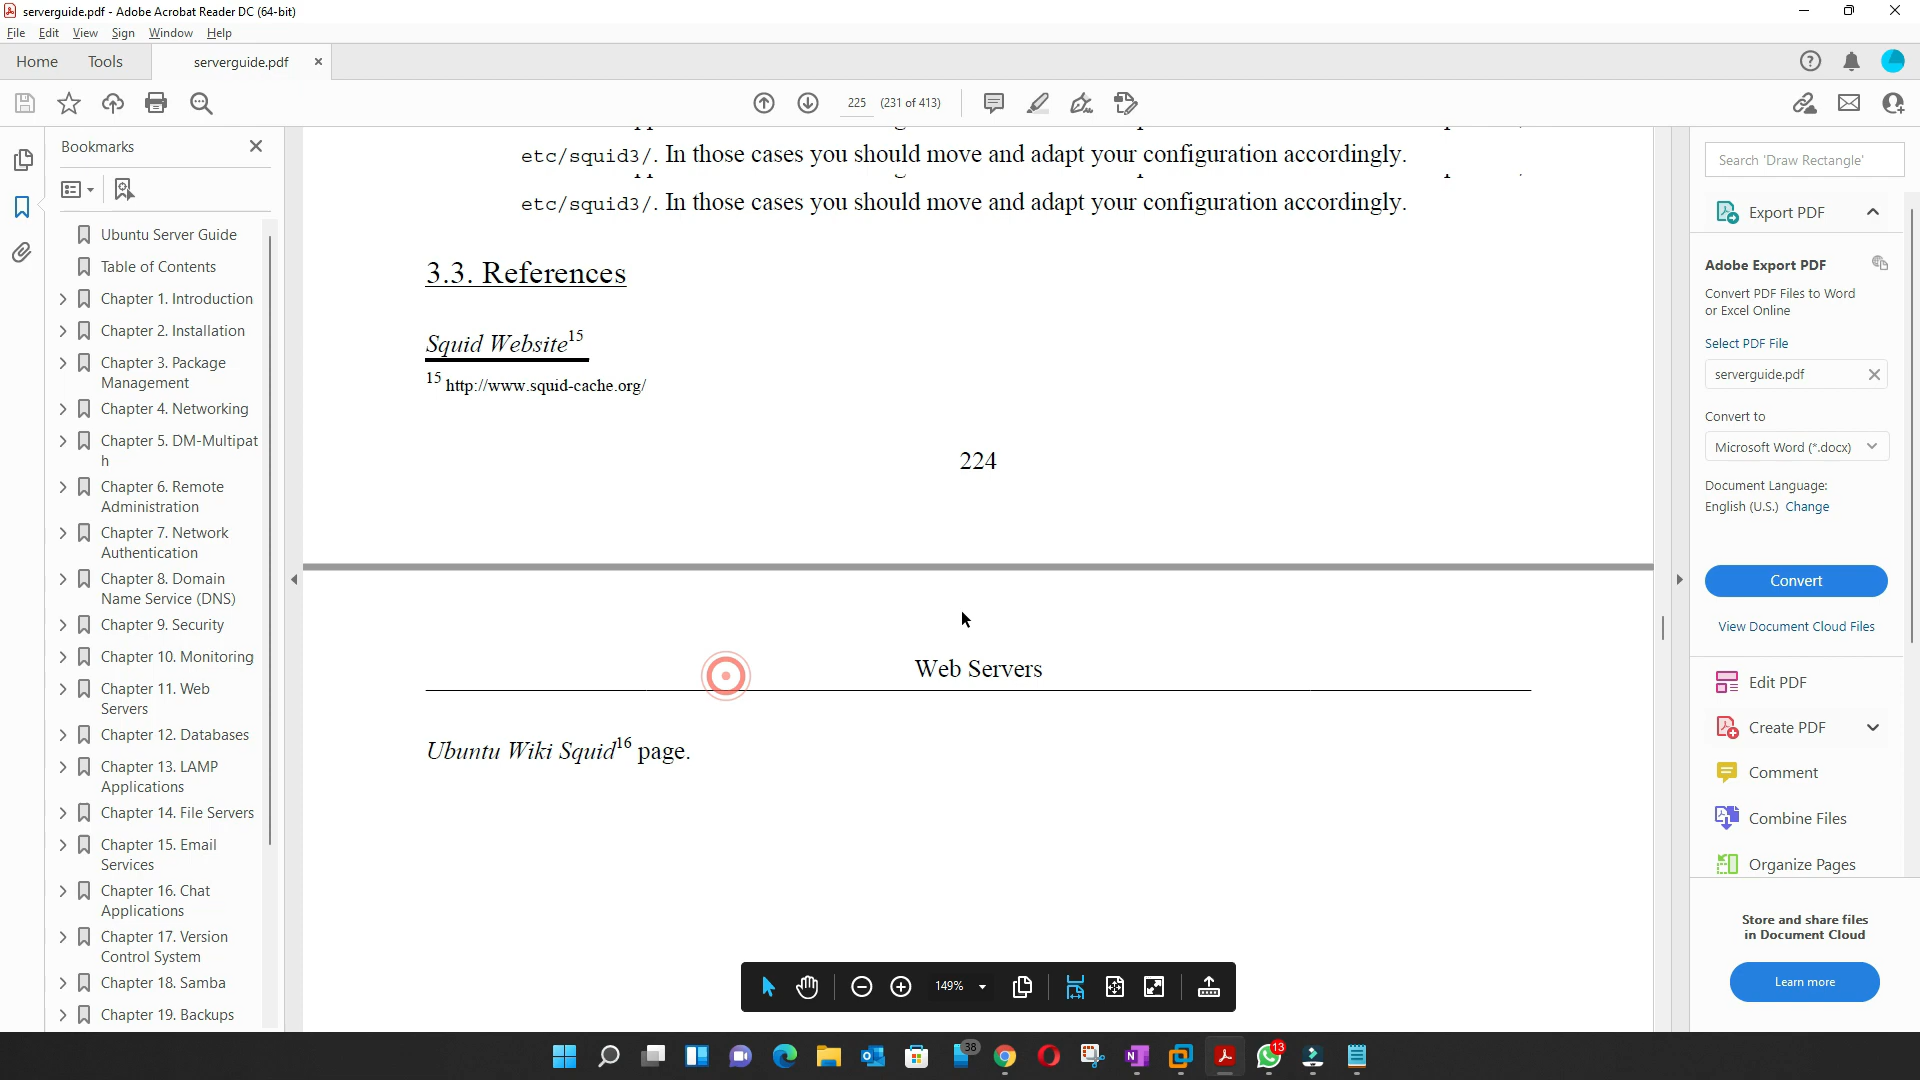 serverguide.pdf - Adobe Acrobat Reader DC (64-bit)
File Edit View Sign Window Help
Home Tools serverguide.pdf
225 (231 of 413)
Bookmarks
Ubuntu Server Guide
Table of Contents
Chapter 1. Introduction
Chapter 2. Installation
Chapter 3. Package
Management
Chapter 4. Networking
Chapter 5. DM-Multipat
h
Chapter 6. Remote
Administration
Chapter 7. Network
Authentication
Chapter 8. Domain
Name Service (DNS)
Chapter 9. Security
Chapter 10. Monitoring
Chapter 11. Web
Servers
Chapter 12. Databases
Chapter 13. LAMP
Applications
Chapter 14. File Servers
Chapter 15. Email
Services
Chapter 16. Chat
Applications
Chapter 17. Version
Control System
Chapter 18. Samba
Chapter 19. Backups
etc/squid3/. In those cases you should move and adapt your configuration accordingly.
etc/squid3/. In those cases you should move and adapt your configuration accordingly.
3.3. References
Squid Website15
15 http://www.squid-cache.org/
224
Web Servers
Ubuntu Wiki Squid16 page.
149%
Search 'Draw Rectangle'
Export PDF
Adobe Export PDF
Convert PDF Files to Word
or Excel Online
Select PDF File
serverguide.pdf
Convert to
Microsoft Word (*.docx)
Document Language:
English (U.S.) Change
Convert
View Document Cloud Files
Edit PDF
Create PDF
Comment
Combine Files
Organize Pages
Store and share files
in Document Cloud
Learn more
38
13